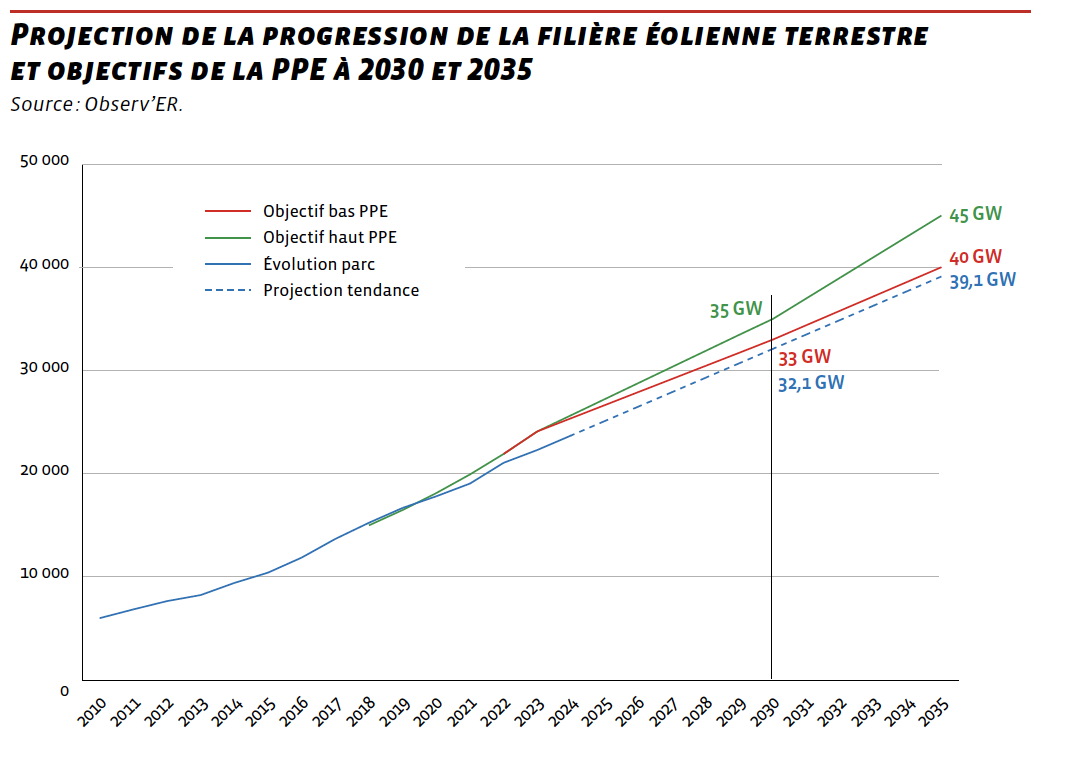 PROJECTION DE LA PROGRESSION DE LA FILIÈRE ÉOLIENNE TERRESTRE
ET OBJECTIFS DE LA PPE À 2030 ET 2035
Source : Observ’ER.
50 000
40 000
30 000
20 000
10 000
0
Objectif bas PPE
Objectif haut PPE
Évolution parc
Projection tendance
45 GW
40 GW
39,1 GW
35 GW
33 GW
32,1 GW
2010
2011
2012
2013
2014
2015
2016
2017
2018
2019
2020
2021
2022
2023
2024
2025
2026
2027
2028
2029
2030
2031
2032
2033
2034
2035